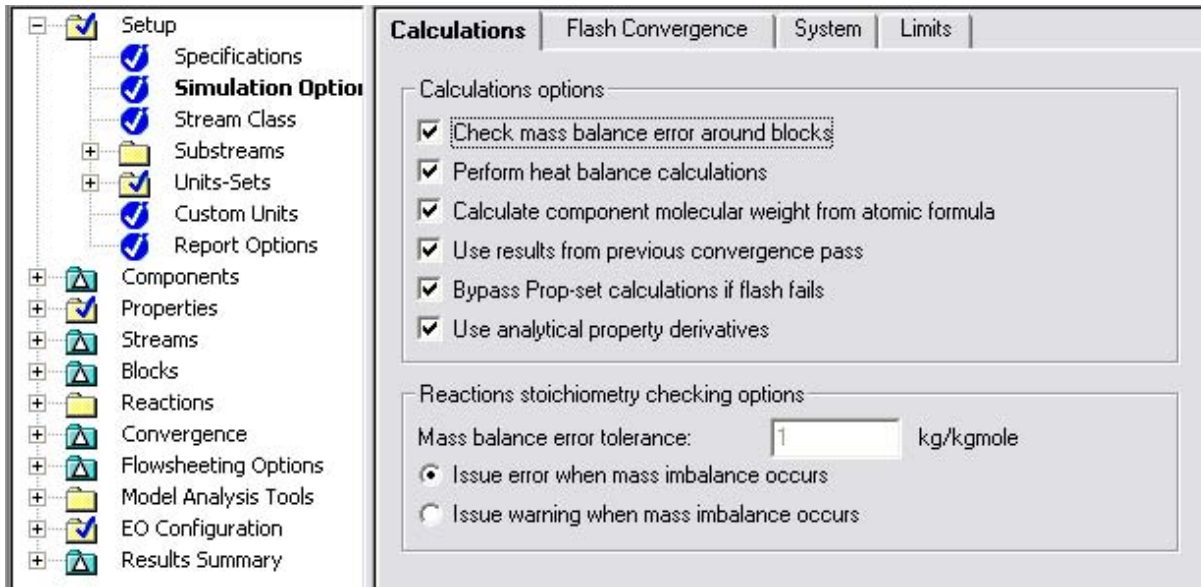 Setup
Specifications
Simulation Optio
Stream Class
Substreams
Units-Sets
Custom Units
Report Options
Components
Properties
Streams
Blocks
Reactions
Convergence
Flowsheeting Options
Model Analysis Tools
EO Configuration
Results Summary
Calculations Flash Convergence System Limits
Calculations options
Check mass balance error around blocks
Perform heat balance calculations
Calculate component molecular weight from atomic formula
Use results from previous convergence pass
Bypass Prop-set calculations if flash fails
Use analytical property derivatives
Reactions stoichiometry checking options
Mass balance error tolerance: 1 kg/kgmole
Issue error when mass imbalance occurs
Issue warning when mass imbalance occurs